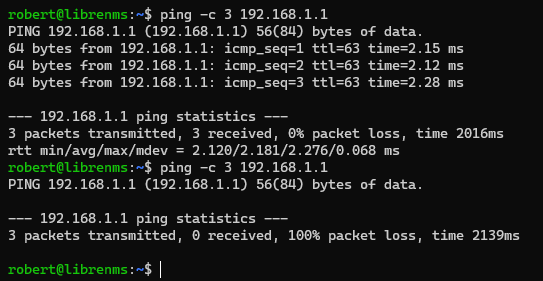 robert@librenms:~$ ping -c 3 192.168.1.1
PING 192.168.1.1 (192.168.1.1) 56(84) bytes of data.
64 bytes from 192.168.1.1: icmp_seq=1 ttl=63 time=2.15 ms
64 bytes from 192.168.1.1: icmp_seq=2 ttl=63 time=2.12 ms
64 bytes from 192.168.1.1: icmp_seq=3 ttl=63 time=2.28 ms

--- 192.168.1.1 ping statistics ---
3 packets transmitted, 3 received, 0% packet loss, time 2016ms
rtt min/avg/max/mdev = 2.120/2.181/2.276/0.068 ms
robert@librenms:~$ ping -c 3 192.168.1.1
PING 192.168.1.1 (192.168.1.1) 56(84) bytes of data.

--- 192.168.1.1 ping statistics ---
3 packets transmitted, 0 received, 100% packet loss, time 2139ms

robert@librenms:~$